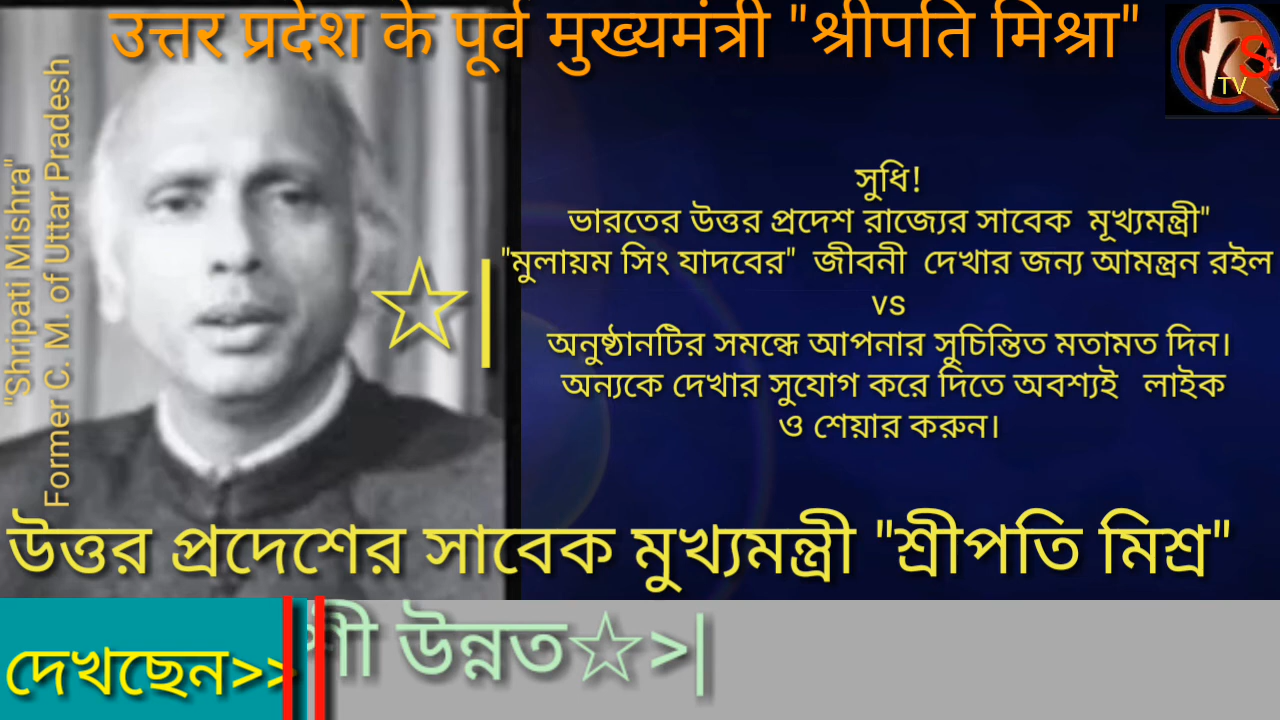 उत्तर प्रदेश के पूर्व मुख्यमंत्री "श्रीपति मिश्रा"
TV
"Shripati Mishra"
Former C. M. of Uttar Pradesh
সুধি!
ভারতের উত্তর প্রদেশ রাজ্যের সাবেক মূখ্যমন্ত্রী"
"মুলায়ম সিং যাদবের" জীবনী দেখার জন্য আমন্ত্রন রইল
vs
অনুষ্ঠানটির সমন্ধে আপনার সুচিন্তিত মতামত দিন।
অন্যকে দেখার সুযোগ করে দিতে অবশ্যই লাইক
ও শেয়ার করুন।
☆|
উত্তর প্রদেশের সাবেক মুখ্যমন্ত্রী "শ্রীপতি মিশ্র"
দেখছেন>>
উন্নত☆>|